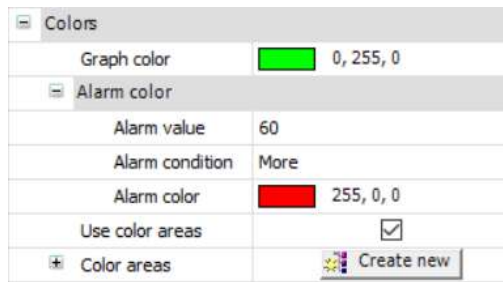 Colors
Graph color 0, 255, 0
Alarm color
Alarm value 60
Alarm condition More
Alarm color 255, 0, 0
Use color areas
Color areas Create new